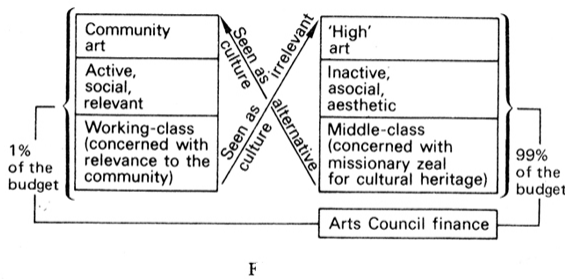 Community
art
Active,
social,
relevant
Working-class
(concerned with
relevance to the
community)
1%
of the
budget
Seen as alternative
culture
Seen as irrelevant
culture
‘High’
art
Inactive,
asocial,
aesthetic
Middle-class
(concerned with
missionary zeal
for cultural heritage)
99%
of the
budget
Arts Council finance
F